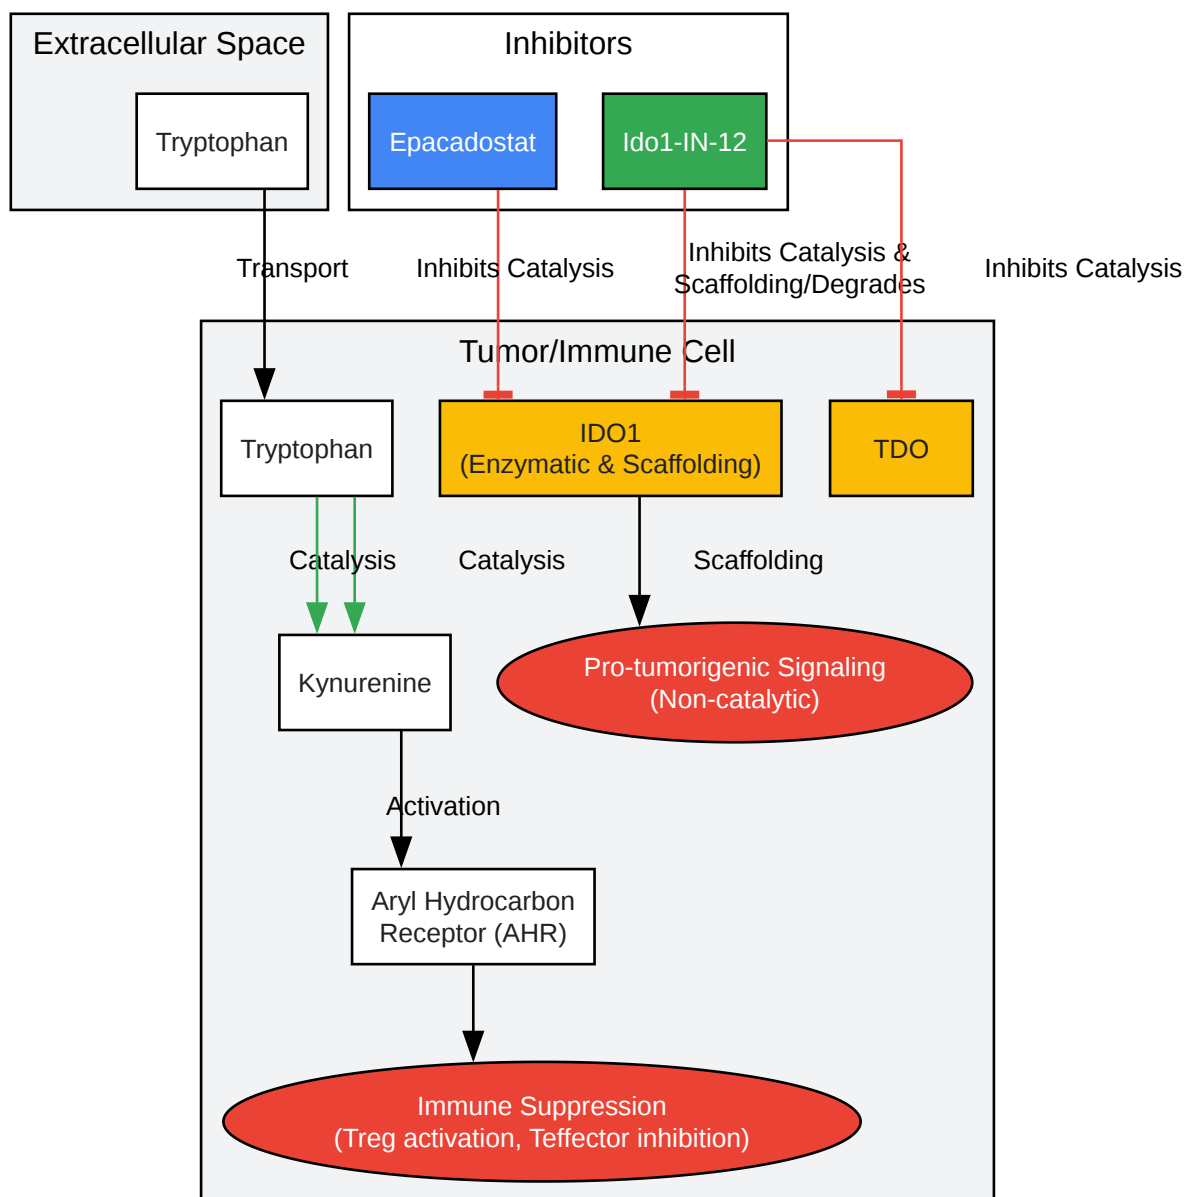 Extracellular Space
Inhibitors
Tryptophan
Epacadostat
Ido1-IN-12
Transport
Inhibits Catalysis
Inhibits Catalysis &
Scaffolding/Degrades
Inhibits Catalysis
Tumor/Immune Cell
Tryptophan
IDO1
(Enzymatic & Scaffolding)
TDO
Catalysis
Catalysis
Scaffolding
Kynurenine
Pro-tumorigenic Signaling
(Non-catalytic)
Activation
Aryl Hydrocarbon
Receptor (AHR)
Immune Suppression
(Treg activation, Teffector inhibition)